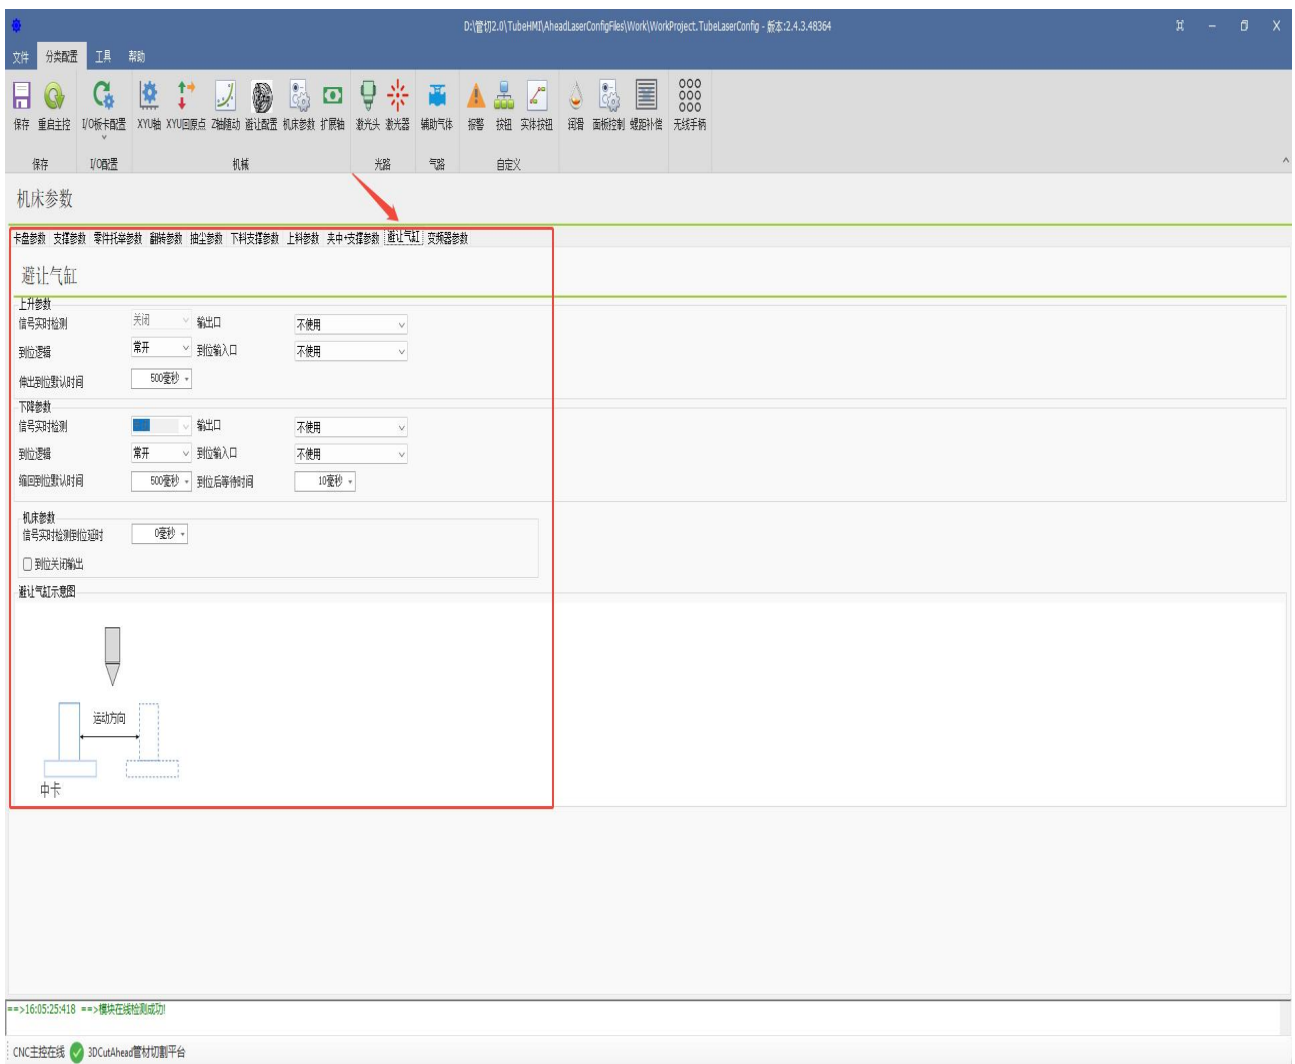 D:\管切2.0\TubeHMI\AheadLaserConfigFiles\Work\WorkProject.TubeLaserConfig - 版本:2.4.3.48364
文件 分类配置 工具 帮助
保存 重启主控 I/O板卡配置 XYU轴 XYU回原点 Z轴随动 避让配置 机床参数 扩展轴 激光头 激光器 辅助气体 报警 按钮 实体按钮 润滑 面板控制 螺距补偿 无线手柄
保存 I/O配置 机械 光路 气路 自定义
机床参数
卡盘参数 支撑参数 零件托举参数 翻转参数 抽尘参数 下料支撑参数 上料参数 夹中+支撑参数 避让气缸 变频器参数
避让气缸
上升参数
信号实时检测 关闭 输出口 不使用
到位逻辑 常开 到位输入口 不使用
伸出到位默认时间 500毫秒
下降参数
信号实时检测 输出口 不使用
到位逻辑 常开 到位输入口 不使用
缩回到位默认时间 500毫秒 到位后等待时间 10毫秒
机床参数
信号实时检测到位延时 0毫秒
到位关闭输出
避让气缸示意图
运动方向
中卡
==>16:05:25:418 ==>模块在线检测成功!
CNC主控在线 3DCutAhead管材切割平台